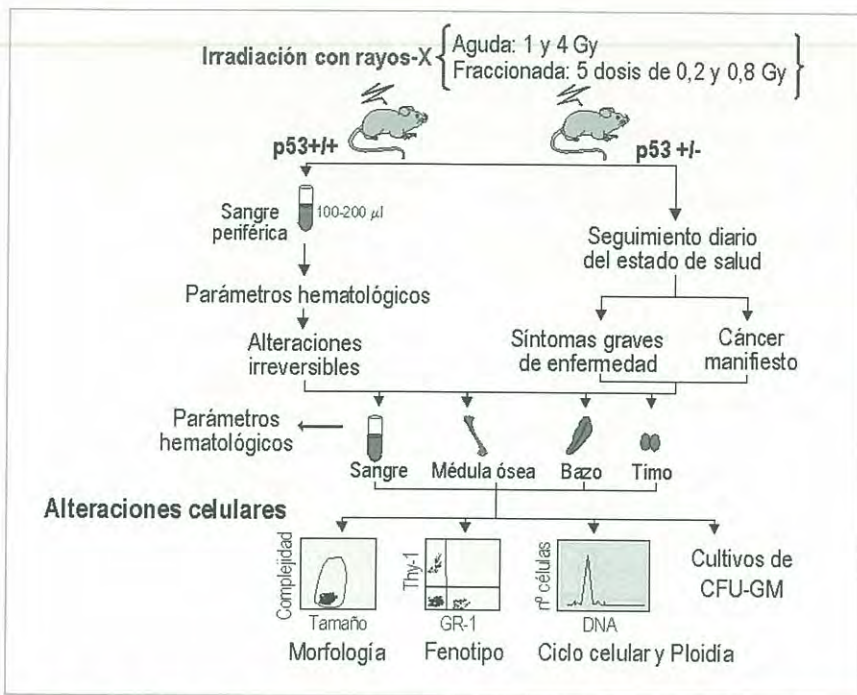 Irradiación con rayos-X
Aguda: 1 y 4 Gy
Fraccionada: 5 dosis de 0,2 y 0,8 Gy
p53+/+
p53 +/-
Sangre
periférica
100-200 µl
Seguimiento diario
del estado de salud
Parámetros hematológicos
Alteraciones
irreversibles
Síntomas graves
de enfermedad
Cáncer
manifiesto
Parámetros
hematológicos
Sangre
Médula ósea
Bazo
Timo
Alteraciones celulares
Complejidad
Tamaño
Morfología
Thy-1
GR-1
Fenotipo
nº células
DNA
Ciclo celular y Ploidía
Cultivos de
CFU-GM